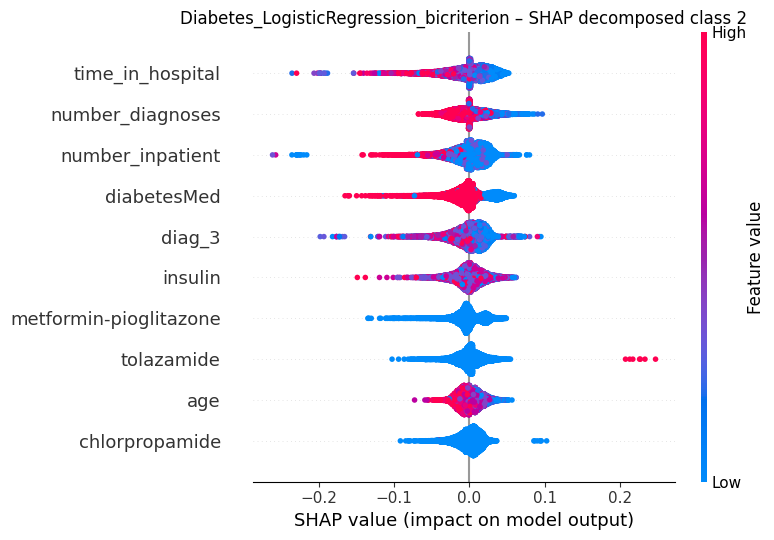 Diabetes_LogisticRegression_bicriterion – SHAP decomposed class 2
High
time_in_hospital
number_diagnoses
number_inpatient
diabetesMed
diag_3
insulin
metformin-pioglitazone
tolazamide
age
chlorpropamide
Feature value
Low
−0.2 −0.1 0.0 0.1 0.2
SHAP value (impact on model output)